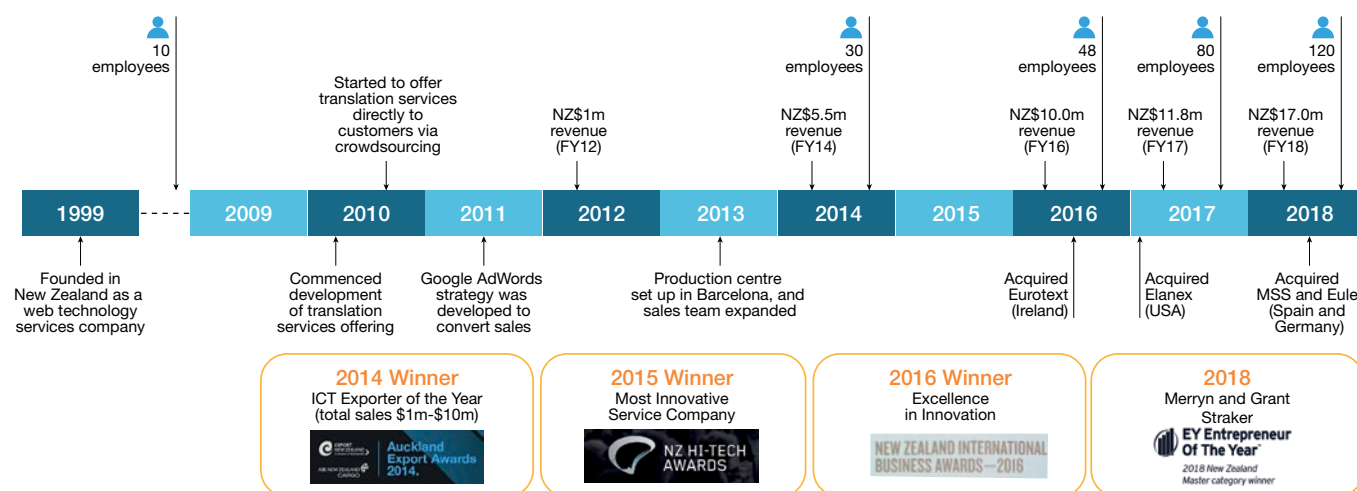 10
employees
30
employees
48
employees
80
employees
120
employees
Started to offer
translation services
directly to
customers via
crowdsourcing
NZ$1m
revenue
(FY12)
NZ$5.5m
revenue
(FY14)
NZ$10.0m
revenue
(FY16)
NZ$11.8m
revenue
(FY17)
NZ$17.0m
revenue
(FY18)
1999
2009
2010
2011
2012
2013
2014
2015
2016
2017
2018
Founded in
New Zealand as a
web technology
services company
Commenced
development
of translation
services offering
Google AdWords
strategy was
developed to
convert sales
Production centre
set up in Barcelona, and
sales team expanded
Acquired
Eurotext
(Ireland)
Acquired
Elanex
(USA)
Acquired
MSS and Eule
(Spain and
Germany)
2014 Winner
ICT Exporter of the Year
(total sales $1m-$10m)
EXPORT
NEW ZEALAND
AIR NEW ZEALAND
CARGO
Auckland
Export Awards
2014.
2015 Winner
Most Innovative
Service Company
NZ HI-TECH
AWARDS
2016 Winner
Excellence
in Innovation
NEW ZEALAND INTERNATIONAL
BUSINESS AWARDS—2016
2018
Merryn and Grant
Straker
EY Entrepreneur
Of The Year™
2018 New Zealand
Master category winner